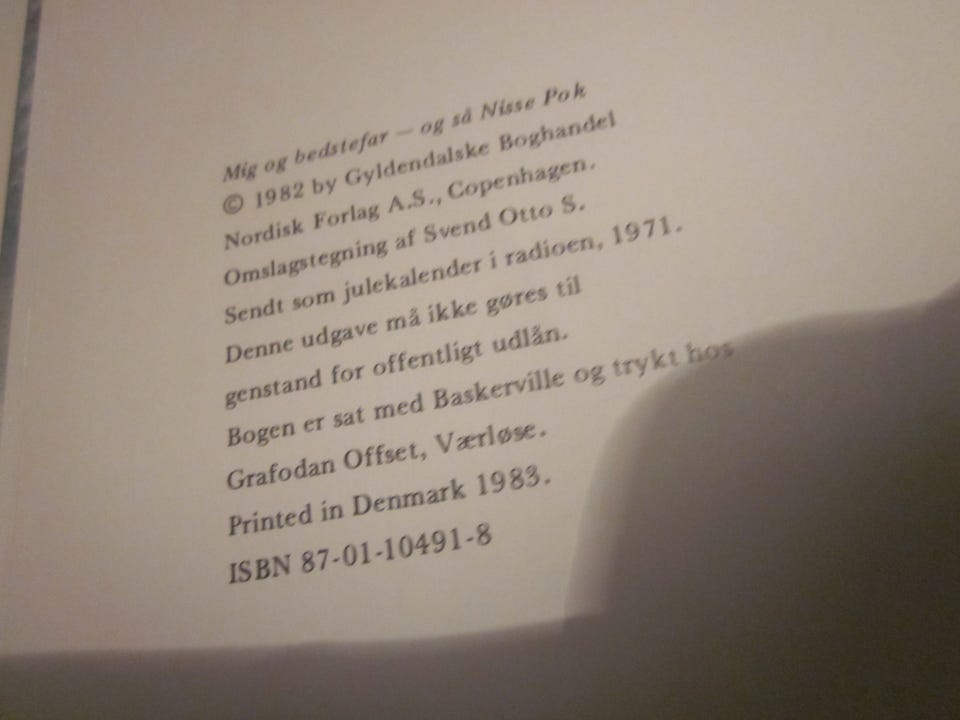 Mig og bedstefar — og så Nisse Pok
© 1982 by Gyldendalske Boghandel
Nordisk Forlag A.S., Copenhagen.
Omslagstegning af Svend Otto S.
Sendt som julekalender i radioen, 1971.
Denne udgave må ikke gøres til
genstand for offentligt udlån.
Bogen er sat med Baskerville og trykt hos
Grafodan Offset, Værløse.
Printed in Denmark 1983.
ISBN 87-01-10491-8